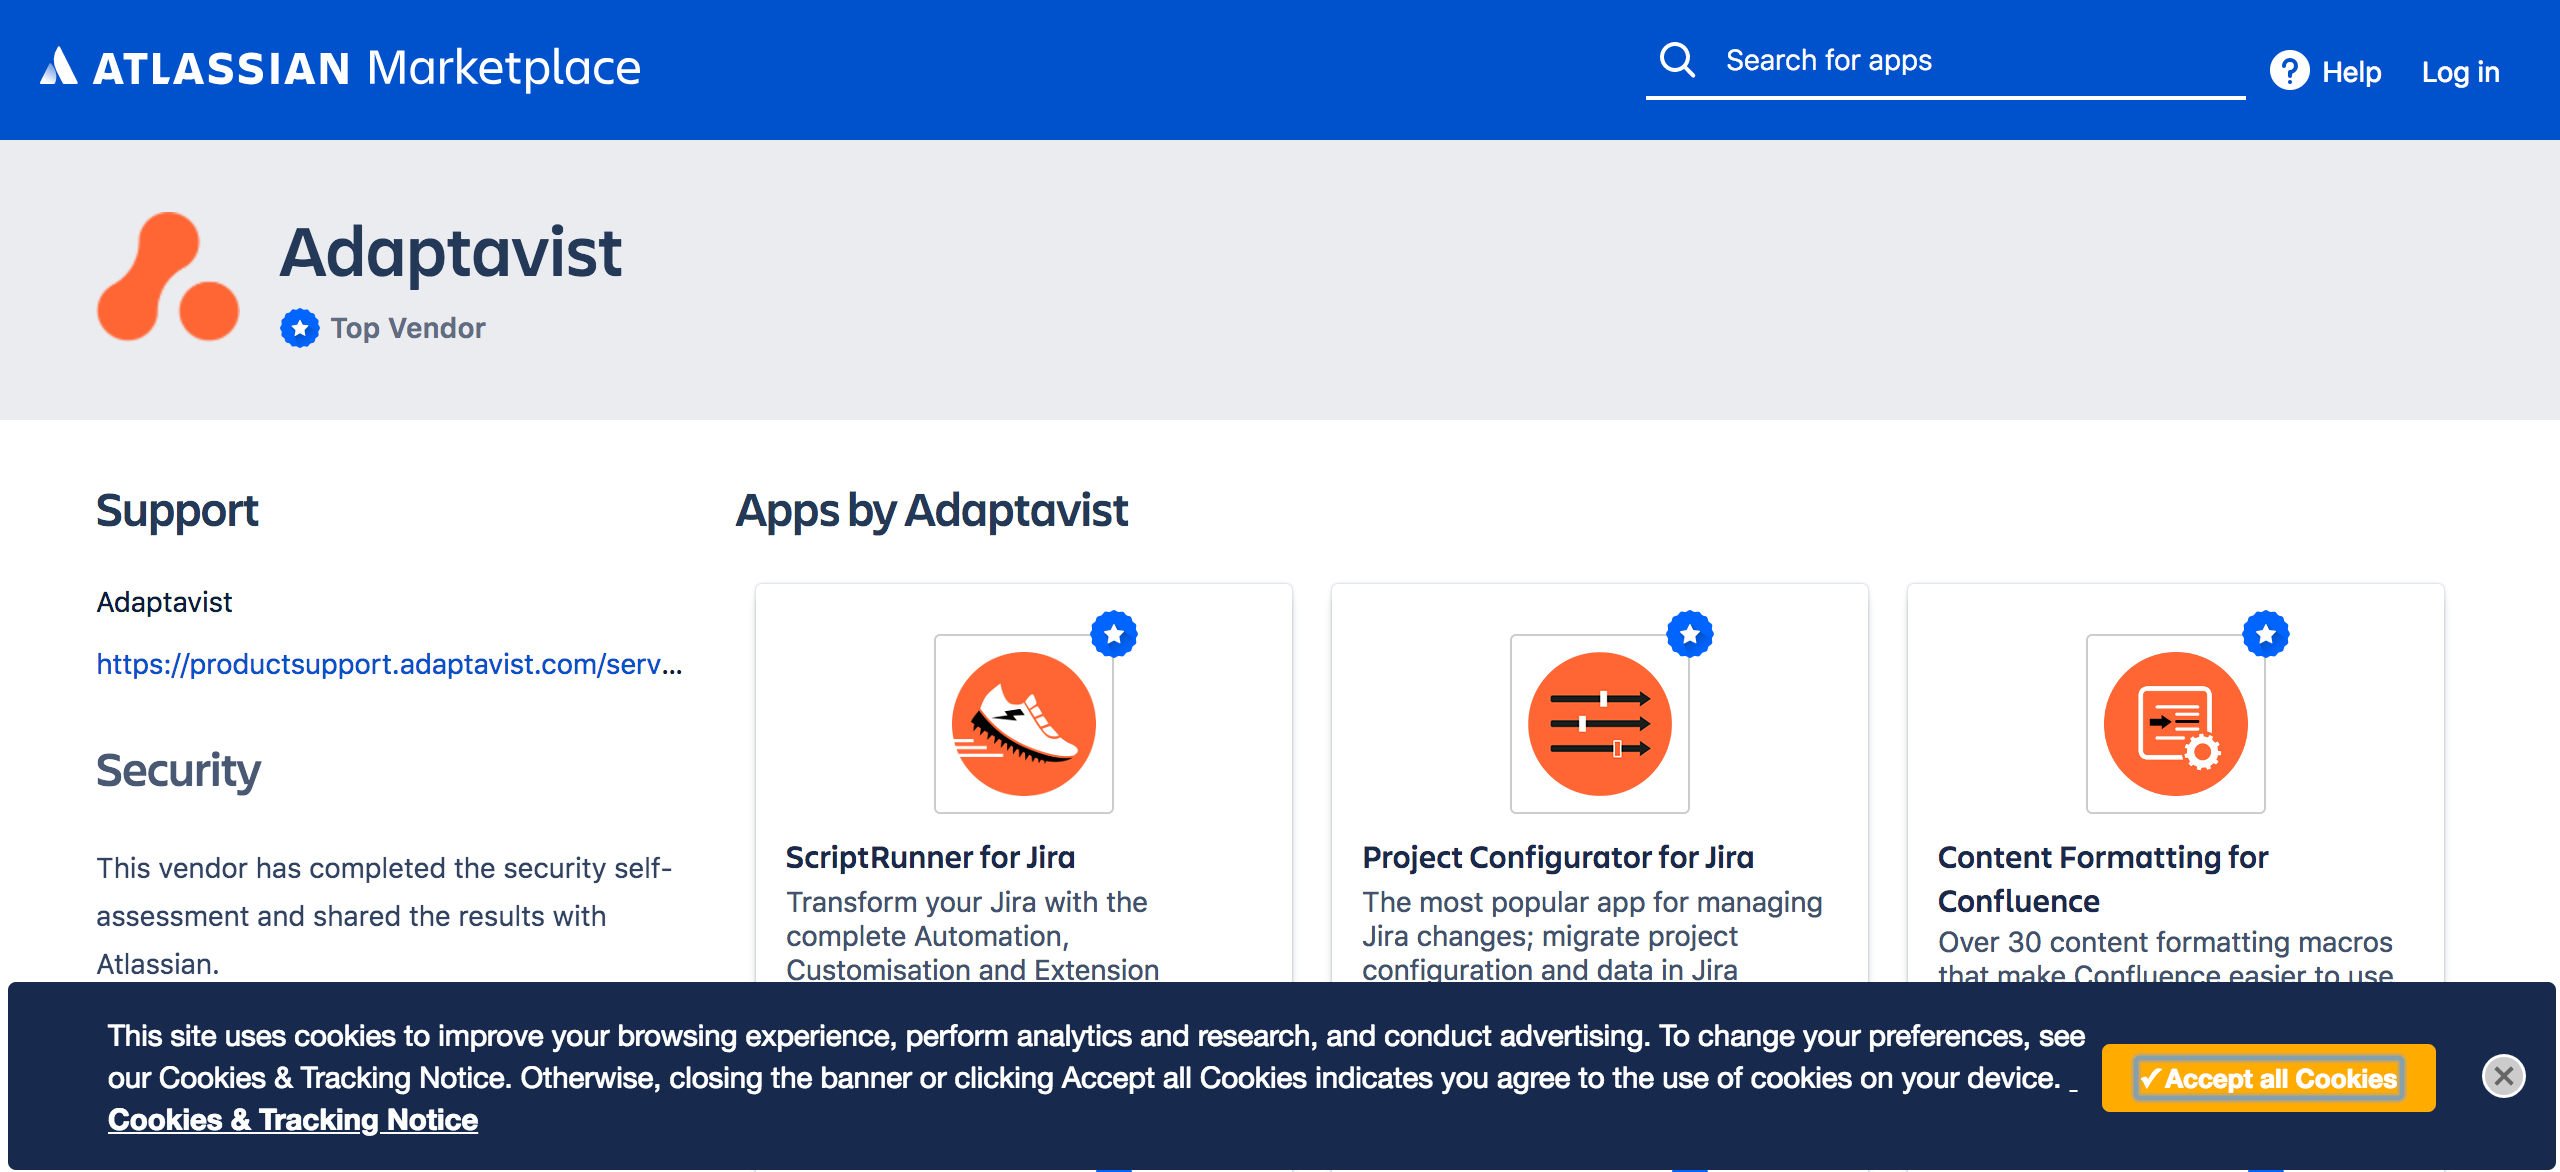 ATLASSIAN Marketplace
Search for apps
Help
Log in
Adaptavist
Top Vendor
Support
Adaptavist
https://productsupport.adaptavist.com/serv...
Security
This vendor has completed the security self-
assessment and shared the results with
Atlassian.
Apps by Adaptavist
ScriptRunner for Jira
Transform your Jira with the
complete Automation,
Customisation and Extension
Project Configurator for Jira
The most popular app for managing
Jira changes; migrate project
configuration and data in Jira
Content Formatting for
Confluence
Over 30 content formatting macros
that make Confluence easier to use
This site uses cookies to improve your browsing experience, perform analytics and research, and conduct advertising. To change your preferences, see
our Cookies & Tracking Notice. Otherwise, closing the banner or clicking Accept all Cookies indicates you agree to the use of cookies on your device.
Cookies & Tracking Notice
✓Accept all Cookies